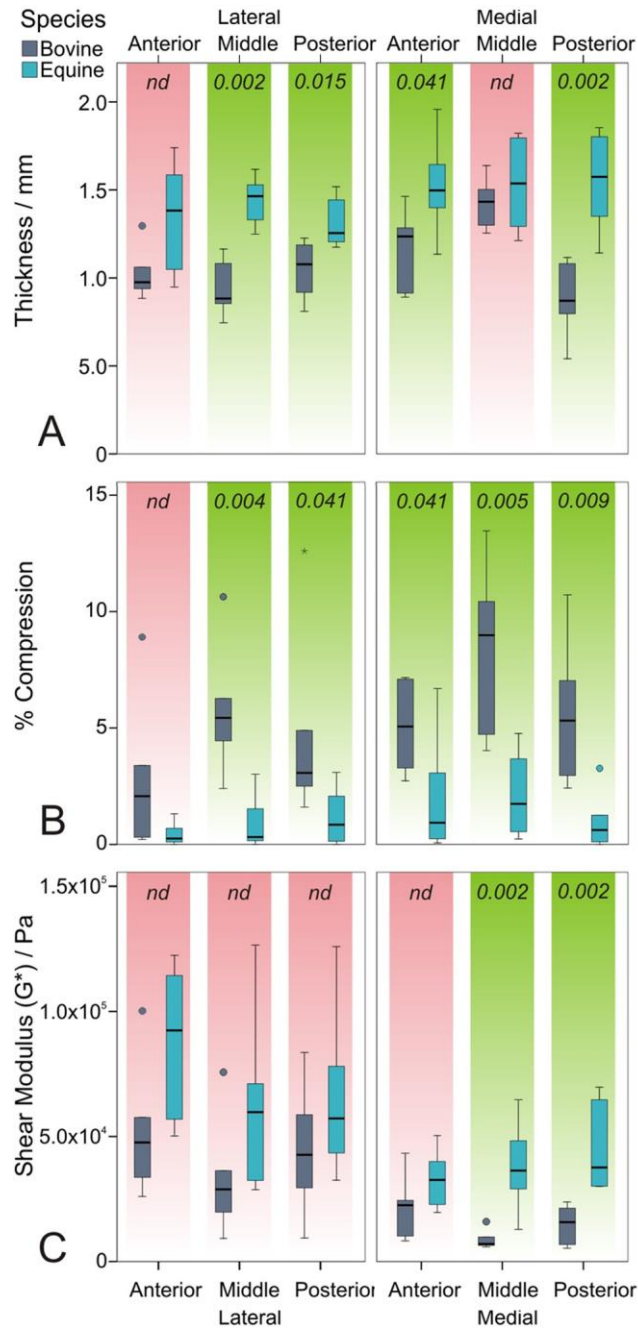 Species
Bovine
Equine
Lateral
Medial
Anterior Middle Posterior
Anterior Middle Posterior
nd 0.002 0.015 0.041 nd 0.002
Thickness / mm
2.0
1.5
1.0
5.0
0
A
nd 0.004 0.041 0.041 0.005 0.009
% Compression
15
10
5
0
*
B
nd nd nd nd 0.002 0.002
Shear Modulus (G*) / Pa
1.5x10⁵
1.0x10⁵
5.0x10⁴
0
C
Anterior Middle Posterior
Anterior Middle Posterior
Lateral
Medial